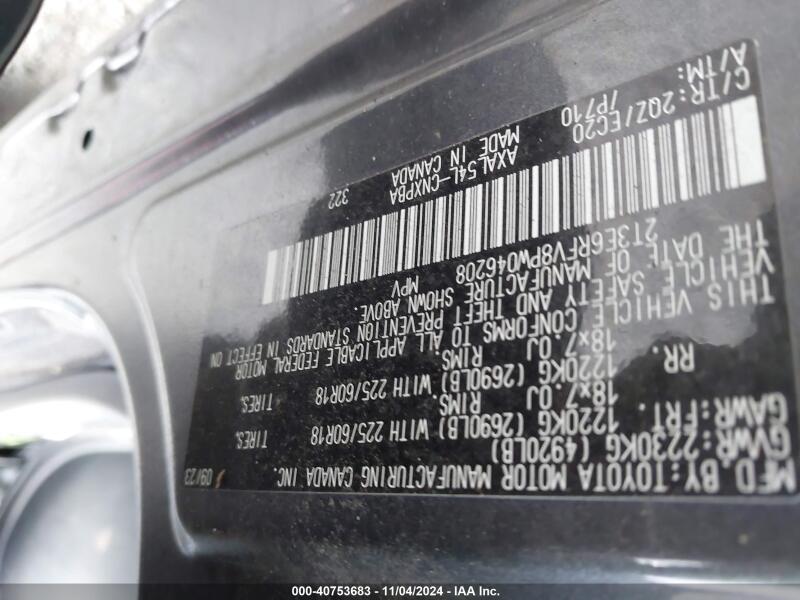 MFD.BY:TOYOTA MOTOR MANUFACTURING CANADA INC. 09/23
GVWR:2230KG (4920LB)
GAWR:FRT. 1220KG (2690LB) WITH 225/60R18 TIRES,
18x7.0J RIMS
RR. 1220KG (2690LB) WITH 225/60R18 TIRES,
18x7.0J RIMS
THIS VEHICLE CONFORMS TO ALL APPLICABLE FEDERAL MOTOR
VEHICLE SAFETY AND THEFT PREVENTION STANDARDS IN EFFECT ON
THE DATE OF MANUFACTURE SHOWN ABOVE.
2T3E6RFV8PW046208 MPV
C/TR:2QZ/EC20 AXAL54L-CNXPBA 322
A/TM: /P710 MADE IN CANADA
000-40753683 - 11/04/2024 - IAA Inc.